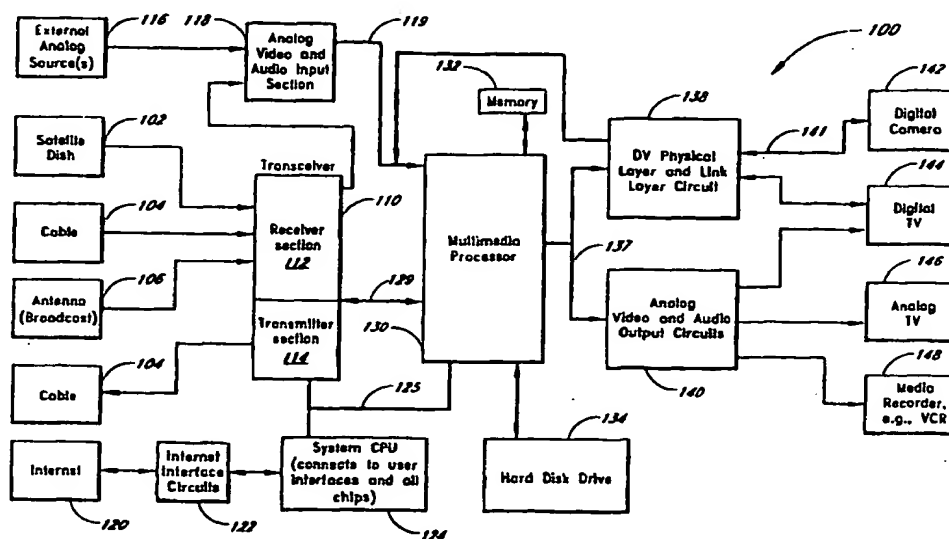 116
118
119
100
External
Analog
Source(s)
Analog
Video and
Audio Input
Section
132
Memory
138
142
Digital
Camera
102
Satellite
Dish
Transceiver
110
141
DV Physical
Layer and Link
Layer Circuit
144
Digital
TV
104
Cable
Receiver
section
112
Multimedia
Processor
137
106
Antenna
(Broadcast)
129
146
Analog
TV
Transmitter
section
114
130
Analog
Video and Audio
Output Circuits
104
Cable
125
140
148
Media
Recorder,
e.g., VCR
134
Internet
Internet
Interface
Circuits
System CPU
(connects to user
interfaces and all
chips)
Hard Disk Drive
120
122
124